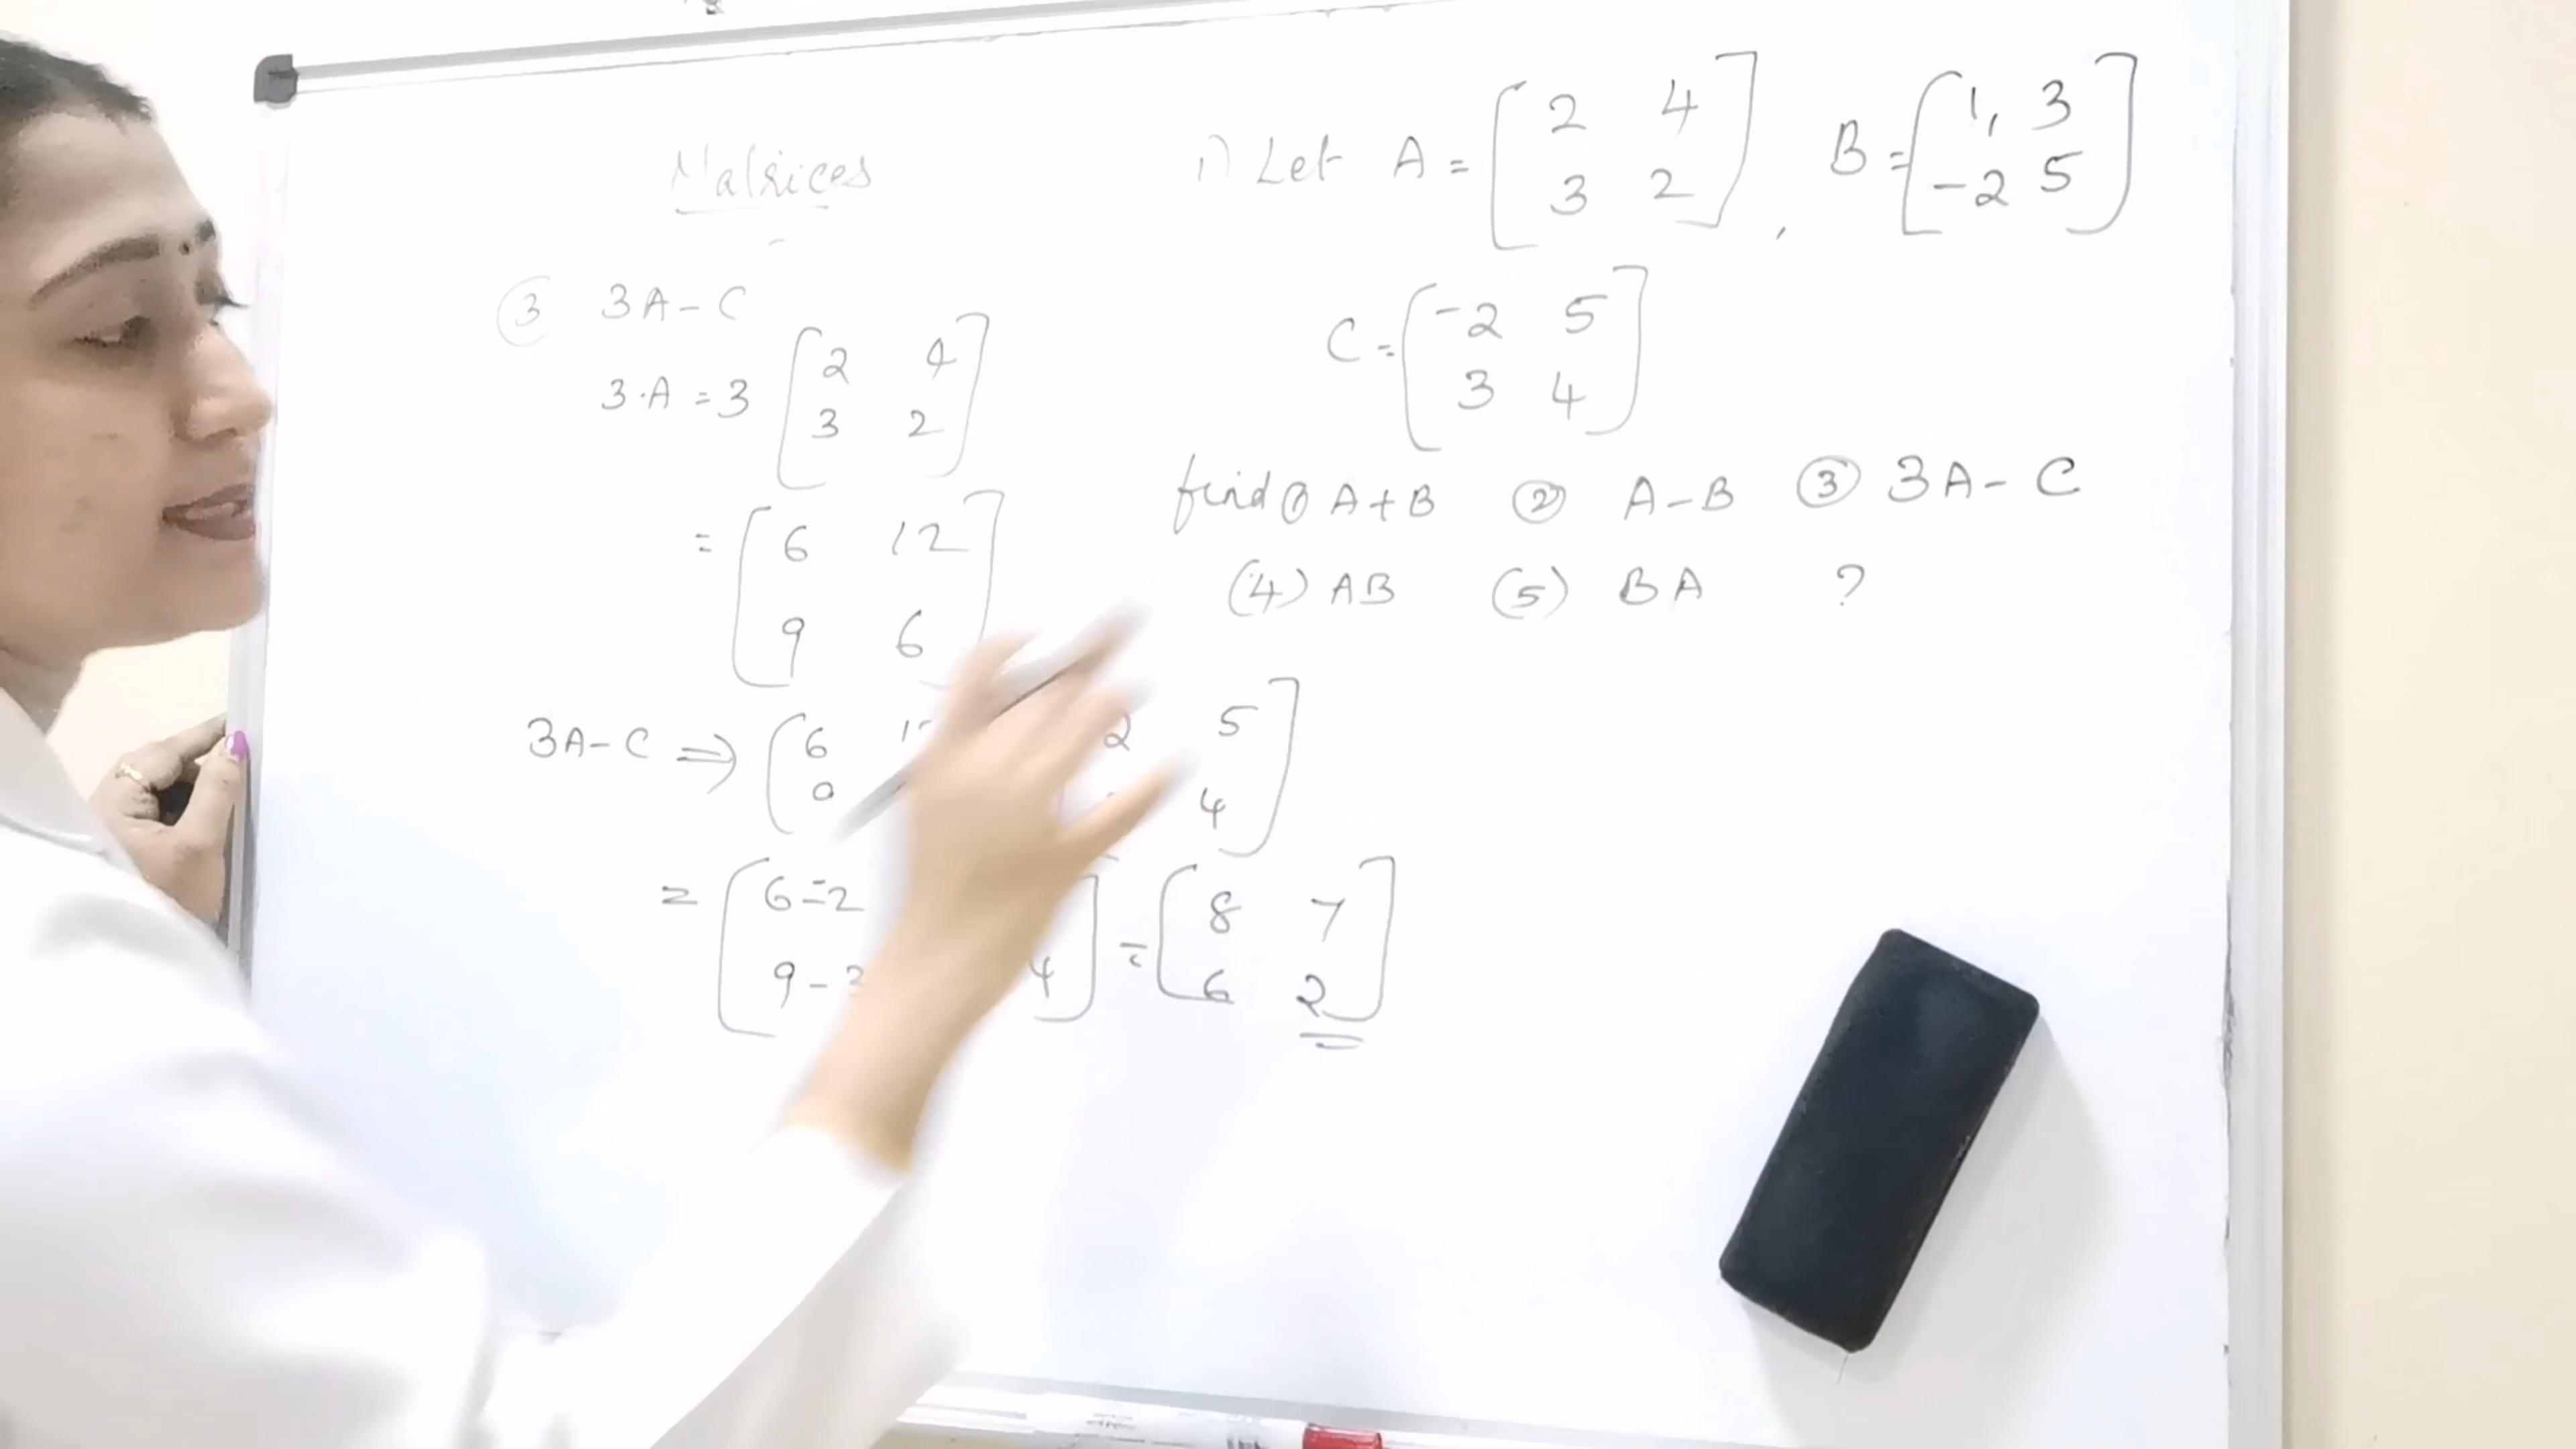 Matrices
③ 3A - C
3·A = 3 [2 4
3 2]
= [6 12
9 6
3A - C ⇒ [6 2 5]
4
= [6--2 = [8 7]
9 - 4 6 2
1) Let A = [2 4
3 2] , B = [1, 3
-2 5]
C = [-2 5
3 4]
find ① A+B ② A-B ③ 3A- C
(4) AB (5) BA ?